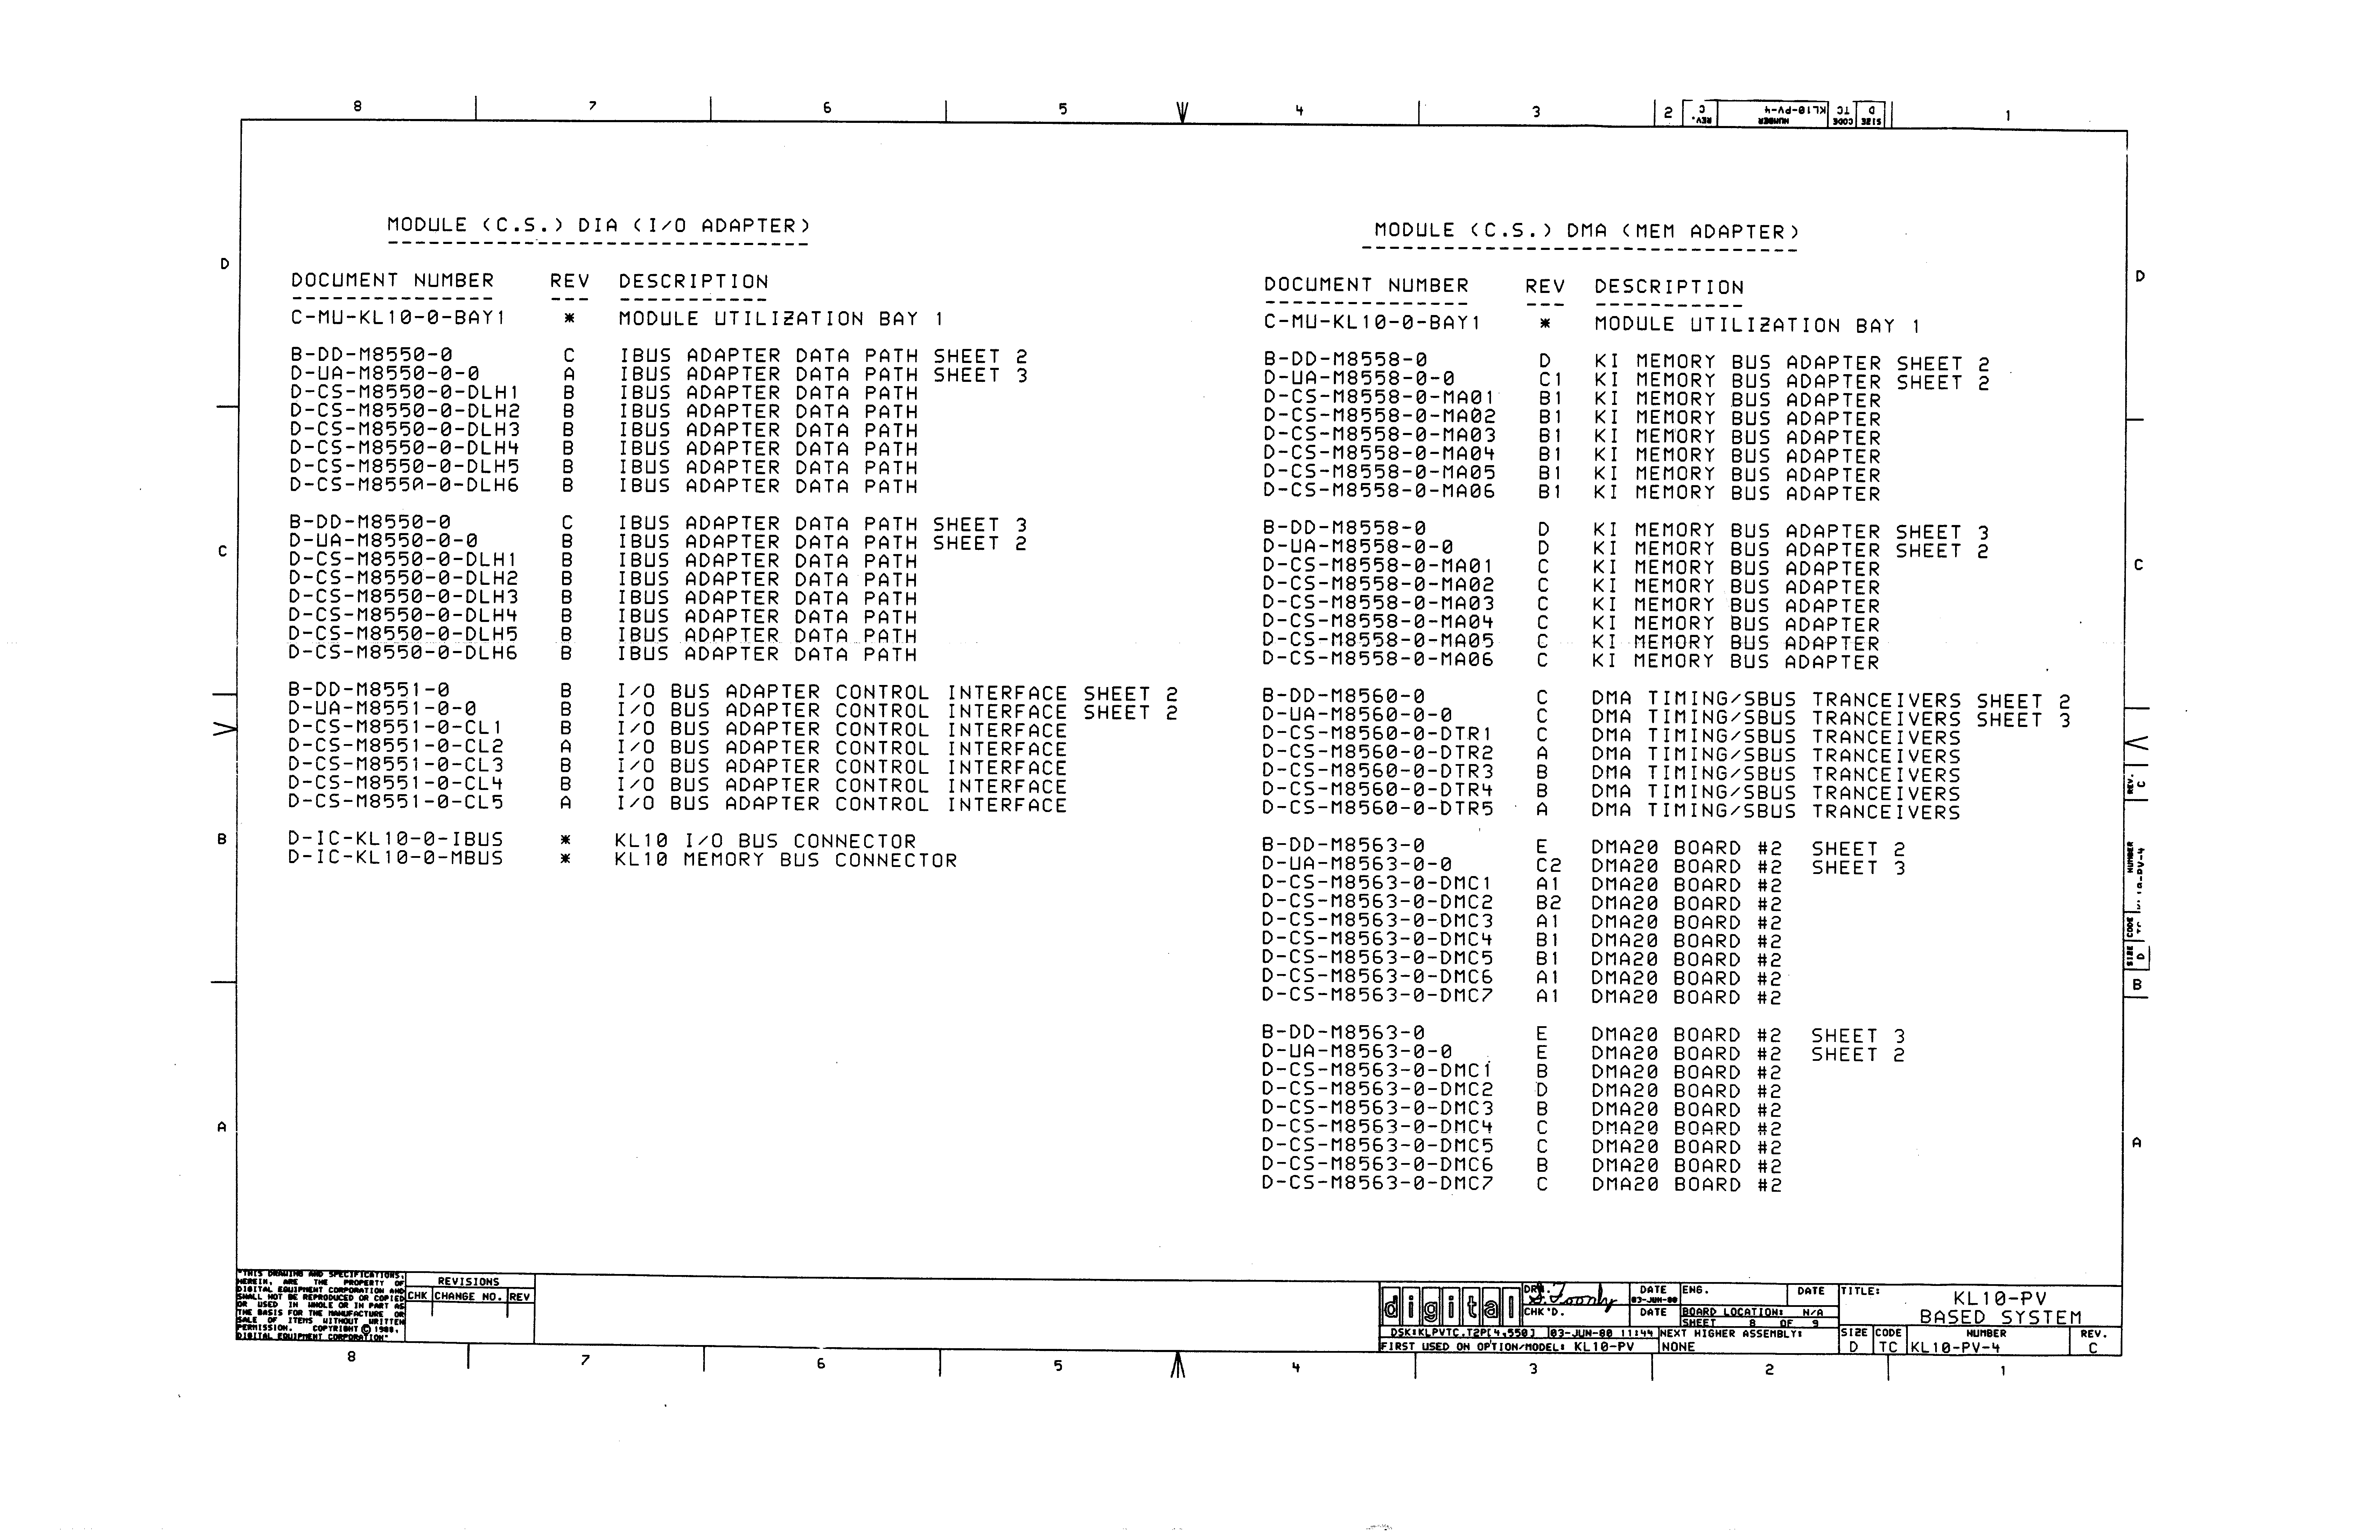 8 7 6 5 4 3 2 1
REV. C
NUMBER KL10-PV-4
SIZE CODE D TC
MODULE (C.S.) DIA (I/O ADAPTER)
-------------------------------
DOCUMENT NUMBER REV DESCRIPTION
--------------- --- -----------
C-MU-KL10-0-BAY1 * MODULE UTILIZATION BAY 1
B-DD-M8550-0 C IBUS ADAPTER DATA PATH SHEET 2
D-UA-M8550-0-0 A IBUS ADAPTER DATA PATH SHEET 3
D-CS-M8550-0-DLH1 B IBUS ADAPTER DATA PATH
D-CS-M8550-0-DLH2 B IBUS ADAPTER DATA PATH
D-CS-M8550-0-DLH3 B IBUS ADAPTER DATA PATH
D-CS-M8550-0-DLH4 B IBUS ADAPTER DATA PATH
D-CS-M8550-0-DLH5 B IBUS ADAPTER DATA PATH
D-CS-M8550-0-DLH6 B IBUS ADAPTER DATA PATH
B-DD-M8550-0 C IBUS ADAPTER DATA PATH SHEET 3
D-UA-M8550-0-0 B IBUS ADAPTER DATA PATH SHEET 2
D-CS-M8550-0-DLH1 B IBUS ADAPTER DATA PATH
D-CS-M8550-0-DLH2 B IBUS ADAPTER DATA PATH
D-CS-M8550-0-DLH3 B IBUS ADAPTER DATA PATH
D-CS-M8550-0-DLH4 B IBUS ADAPTER DATA PATH
D-CS-M8550-0-DLH5 B IBUS ADAPTER DATA PATH
D-CS-M8550-0-DLH6 B IBUS ADAPTER DATA PATH
B-DD-M8551-0 B I/O BUS ADAPTER CONTROL INTERFACE SHEET 2
D-UA-M8551-0-0 B I/O BUS ADAPTER CONTROL INTERFACE SHEET 2
D-CS-M8551-0-CL1 B I/O BUS ADAPTER CONTROL INTERFACE
D-CS-M8551-0-CL2 A I/O BUS ADAPTER CONTROL INTERFACE
D-CS-M8551-0-CL3 B I/O BUS ADAPTER CONTROL INTERFACE
D-CS-M8551-0-CL4 B I/O BUS ADAPTER CONTROL INTERFACE
D-CS-M8551-0-CL5 A I/O BUS ADAPTER CONTROL INTERFACE
D-IC-KL10-0-IBUS * KL10 I/O BUS CONNECTOR
D-IC-KL10-0-MBUS * KL10 MEMORY BUS CONNECTOR
MODULE (C.S.) DMA (MEM ADAPTER)
--------------------------------
DOCUMENT NUMBER REV DESCRIPTION
--------------- --- -----------
C-MU-KL10-0-BAY1 * MODULE UTILIZATION BAY 1
B-DD-M8558-0 D KI MEMORY BUS ADAPTER SHEET 2
D-UA-M8558-0-0 C1 KI MEMORY BUS ADAPTER SHEET 2
D-CS-M8558-0-MA01 B1 KI MEMORY BUS ADAPTER
D-CS-M8558-0-MA02 B1 KI MEMORY BUS ADAPTER
D-CS-M8558-0-MA03 B1 KI MEMORY BUS ADAPTER
D-CS-M8558-0-MA04 B1 KI MEMORY BUS ADAPTER
D-CS-M8558-0-MA05 B1 KI MEMORY BUS ADAPTER
D-CS-M8558-0-MA06 B1 KI MEMORY BUS ADAPTER
B-DD-M8558-0 D KI MEMORY BUS ADAPTER SHEET 3
D-UA-M8558-0-0 D KI MEMORY BUS ADAPTER SHEET 2
D-CS-M8558-0-MA01 C KI MEMORY BUS ADAPTER
D-CS-M8558-0-MA02 C KI MEMORY BUS ADAPTER
D-CS-M8558-0-MA03 C KI MEMORY BUS ADAPTER
D-CS-M8558-0-MA04 C KI MEMORY BUS ADAPTER
D-CS-M8558-0-MA05 C KI MEMORY BUS ADAPTER
D-CS-M8558-0-MA06 C KI MEMORY BUS ADAPTER
B-DD-M8560-0 C DMA TIMING/SBUS TRANCEIVERS SHEET 2
D-UA-M8560-0-0 C DMA TIMING/SBUS TRANCEIVERS SHEET 3
D-CS-M8560-0-DTR1 C DMA TIMING/SBUS TRANCEIVERS
D-CS-M8560-0-DTR2 A DMA TIMING/SBUS TRANCEIVERS
D-CS-M8560-0-DTR3 B DMA TIMING/SBUS TRANCEIVERS
D-CS-M8560-0-DTR4 B DMA TIMING/SBUS TRANCEIVERS
D-CS-M8560-0-DTR5 A DMA TIMING/SBUS TRANCEIVERS
B-DD-M8563-0 E DMA20 BOARD #2 SHEET 2
D-UA-M8563-0-0 C2 DMA20 BOARD #2 SHEET 3
D-CS-M8563-0-DMC1 A1 DMA20 BOARD #2
D-CS-M8563-0-DMC2 B2 DMA20 BOARD #2
D-CS-M8563-0-DMC3 A1 DMA20 BOARD #2
D-CS-M8563-0-DMC4 B1 DMA20 BOARD #2
D-CS-M8563-0-DMC5 B1 DMA20 BOARD #2
D-CS-M8563-0-DMC6 A1 DMA20 BOARD #2
D-CS-M8563-0-DMC7 A1 DMA20 BOARD #2
B-DD-M8563-0 E DMA20 BOARD #2 SHEET 3
D-UA-M8563-0-0 E DMA20 BOARD #2 SHEET 2
D-CS-M8563-0-DMC1 B DMA20 BOARD #2
D-CS-M8563-0-DMC2 D DMA20 BOARD #2
D-CS-M8563-0-DMC3 B DMA20 BOARD #2
D-CS-M8563-0-DMC4 C DMA20 BOARD #2
D-CS-M8563-0-DMC5 C DMA20 BOARD #2
D-CS-M8563-0-DMC6 B DMA20 BOARD #2
D-CS-M8563-0-DMC7 C DMA20 BOARD #2
D
C
B
A
D
C
B
A
REV. C
NUMBER
SIZE CODE D TC
"THIS DRAWING AND SPECIFICATIONS,
HEREIN, ARE THE PROPERTY OF
DIGITAL EQUIPMENT CORPORATION AND
SHALL NOT BE REPRODUCED OR COPIED
OR USED IN WHOLE OR IN PART AS
THE BASIS FOR THE MANUFACTURE OR
SALE OF ITEMS WITHOUT WRITTEN
PERMISSION. COPYRIGHT © 1980,
DIGITAL EQUIPMENT CORPORATION"
REVISIONS
CHK CHANGE NO. REV
digital
DRN. DATE 03-JUN-80 ENG. DATE
CHK'D. DATE BOARD LOCATION: N/A
SHEET 8 OF 9
DSK:KLPVTC.T2P[4,550] 03-JUN-80 11:44 NEXT HIGHER ASSEMBLY:
FIRST USED ON OPTION/MODEL: KL10-PV NONE
TITLE: KL10-PV
BASED SYSTEM
SIZE CODE NUMBER REV.
D TC KL10-PV-4 C
8 7 6 5 4 3 2 1